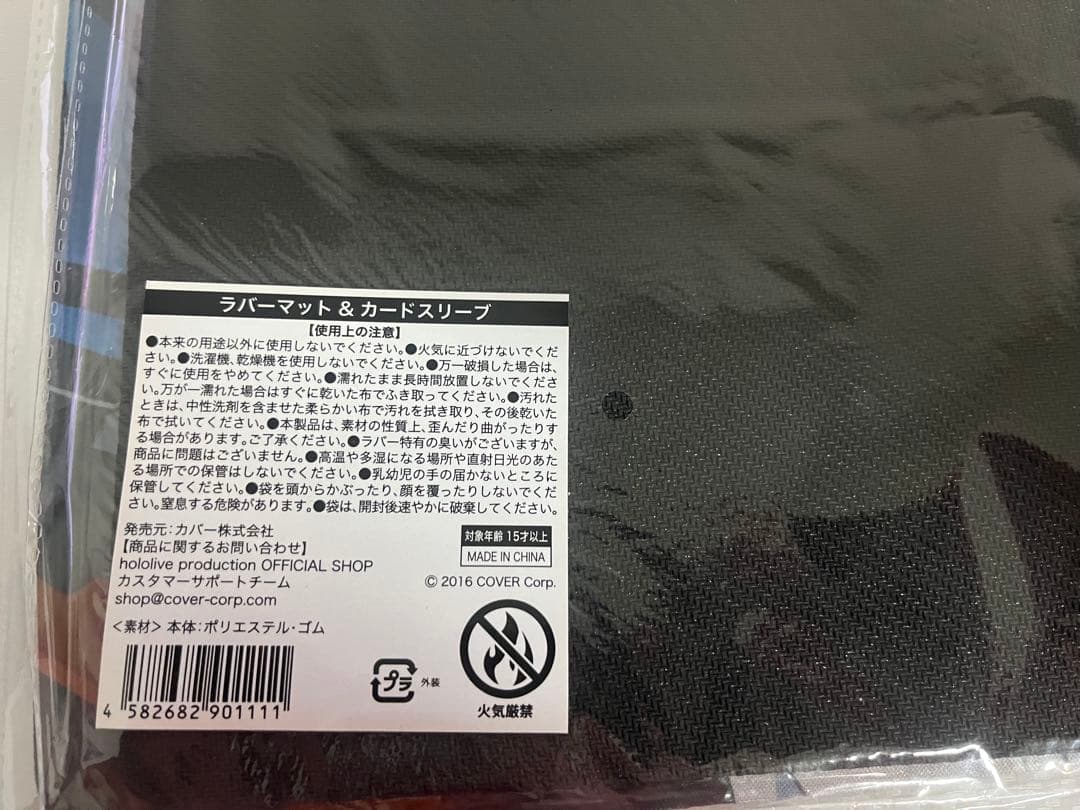 ラバーマット & カードスリーブ
【使用上の注意】
●本来の用途以外に使用しないでください。●火気に近づけないでくだ
さい。●洗濯機、乾燥機を使用しないでください。●万一破損した場合は、
すぐに使用をやめてください。●濡れたまま長時間放置しないでくださ
い。万が一濡れた場合はすぐに乾いた布でふき取ってください。●汚れた
ときは、中性洗剤を含ませた柔らかい布で汚れを拭き取り、その後乾いた
布で拭いてください。●本製品は、素材の性質上、歪んだり曲がったりす
る場合があります。ご了承ください。●ラバー特有の臭いがございますが、
商品に問題はございません。●高温や多湿になる場所や直射日光のあた
る場所での保管はしないでください。●乳幼児の手の届かないところに
保管してください。●袋を頭からかぶったり、顔を覆ったりしないでくだ
さい。窒息する危険があります。●袋は、開封後速やかに破棄してください。
発売元:カバー株式会社
【商品に関するお問い合わせ】
hololive production OFFICIAL SHOP
カスタマーサポートチーム
shop@cover-corp.com
対象年齢 15才以上
MADE IN CHINA
© 2016 COVER Corp.
<素材> 本体:ポリエステル・ゴム
4 582682 901111
プラ 外装
火気厳禁